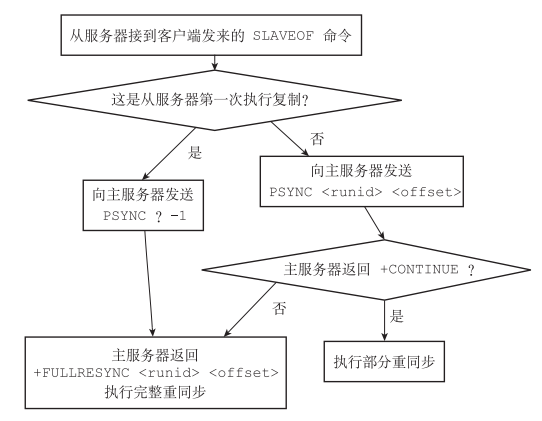 从服务器接到客户端发来的 SLAVEOF 命令
这是从服务器第一次执行复制?
是
否
向主服务器发送
PSYNC ? -1
向主服务器发送
PSYNC <runid> <offset>
主服务器返回 +CONTINUE ?
否
是
主服务器返回
+FULLRESYNC <runid> <offset>
执行完整重同步
执行部分重同步